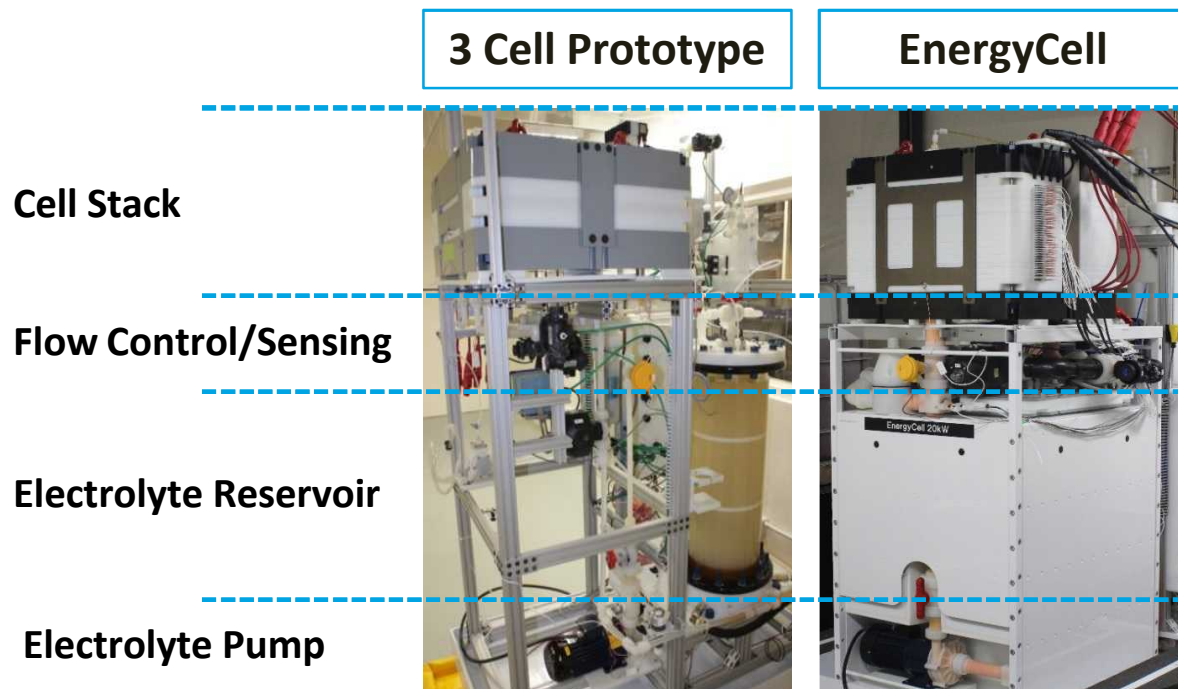 3 Cell Prototype
EnergyCell
Cell Stack
Flow Control/Sensing
EnergyCell 20kW
Electrolyte Reservoir
Electrolyte Pump